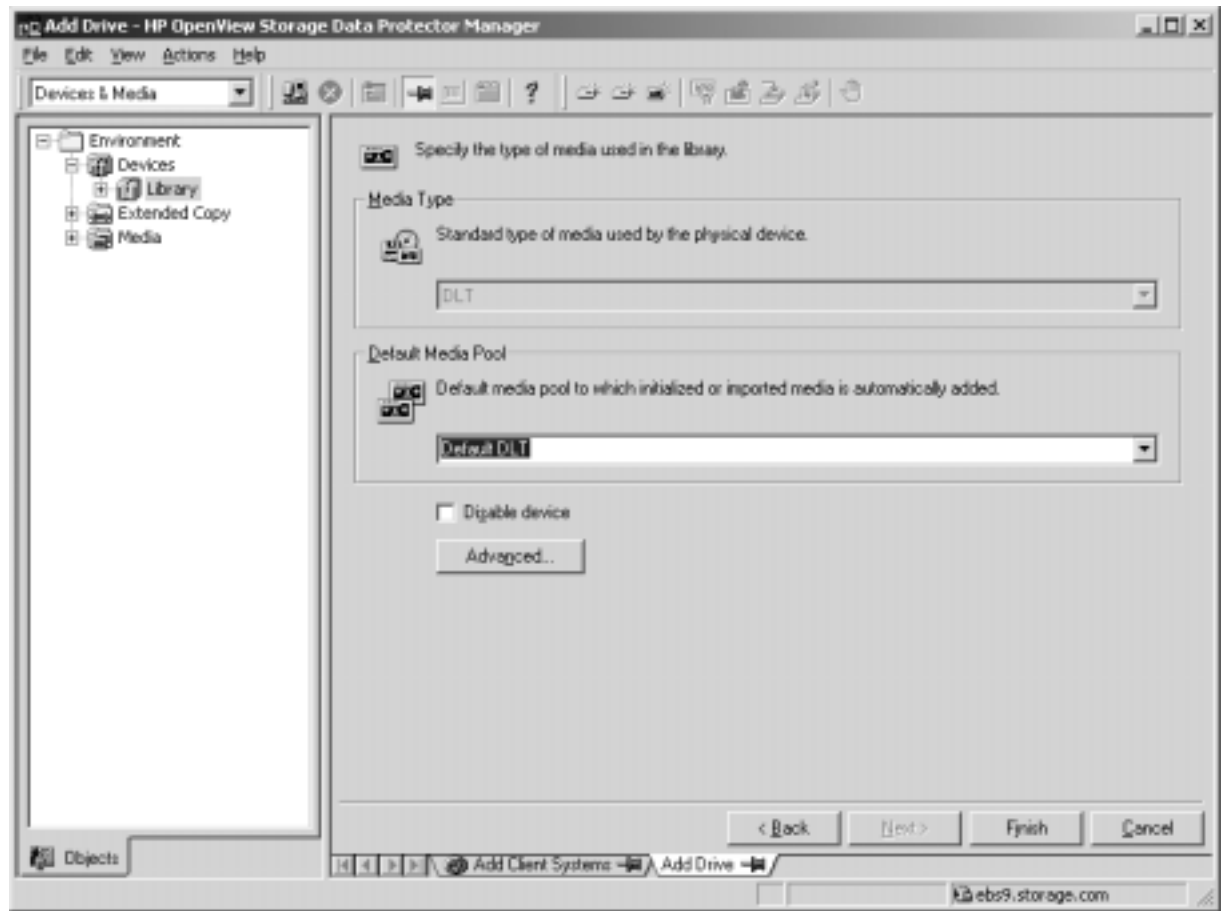 Add Drive - HP OpenView Storage Data Protector Manager
File Edit View Actions Help
Devices & Media
?
Environment
Devices
Library
Extended Copy
Media
Specify the type of media used in the library.
Media Type
Standard type of media used by the physical device.
DLT
Default Media Pool
Default media pool to which initialized or imported media is automatically added.
Default DLT
Disable device
Advanced...
< Back Next > Finish Cancel
Objects
Add Client Systems Add Drive
ebs9.storage.com